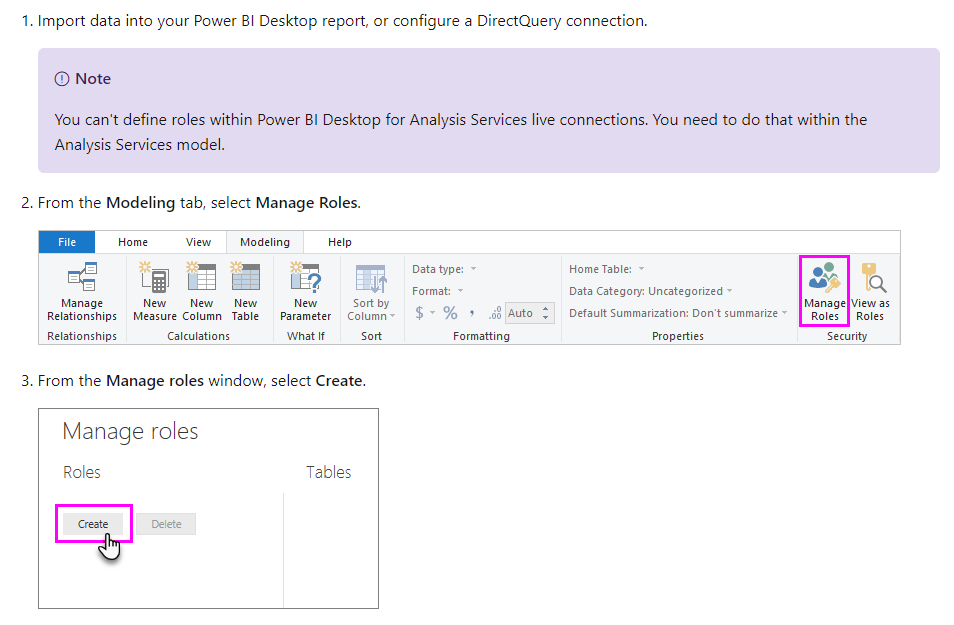 1. Import data into your Power BI Desktop report, or configure a DirectQuery connection.
Note
You can't define roles within Power BI Desktop for Analysis Services live connections. You need to do that within the
Analysis Services model.
2. From the Modeling tab, select Manage Roles.
File Home View Modeling Help
Manage
Relationships
Relationships
New
Measure
New
Column
New
Table
Calculations
New
Parameter
What If
Sort by
Column
Sort
Data type:
Format:
$ % , .00 Auto
Formatting
Home Table:
Data Category: Uncategorized
Default Summarization: Don't summarize
Properties
Manage
Roles
View as
Roles
Security
3. From the Manage roles window, select Create.
Manage roles
Roles Tables
Create Delete